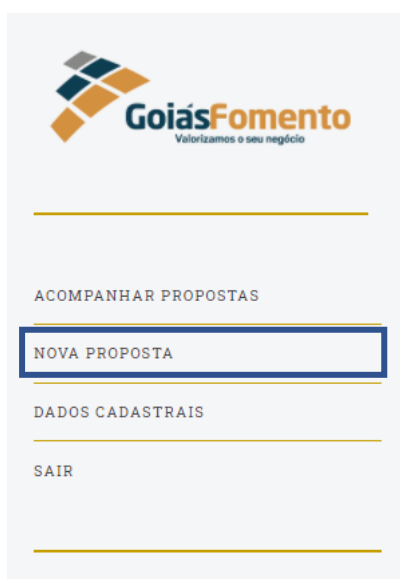 GoiásFomento
Valorizamos o seu negócio
ACOMPANHAR PROPOSTAS
NOVA PROPOSTA
DADOS CADASTRAIS
SAIR